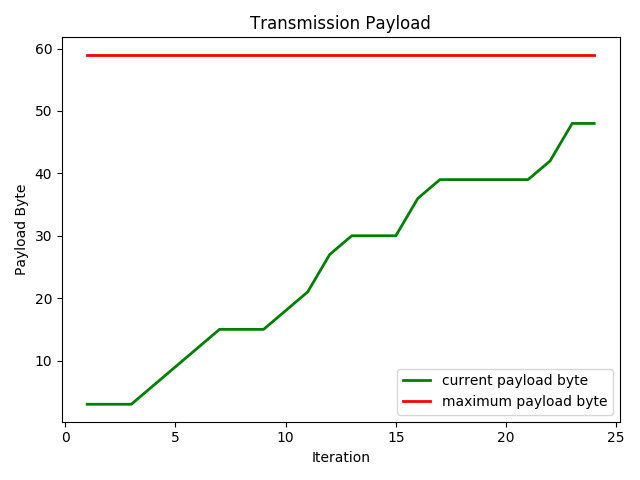 Transmission Payload
60
50
40
30
20
10
Payload Byte
current payload byte
maximum payload byte
0 5 10 15 20 25
Iteration